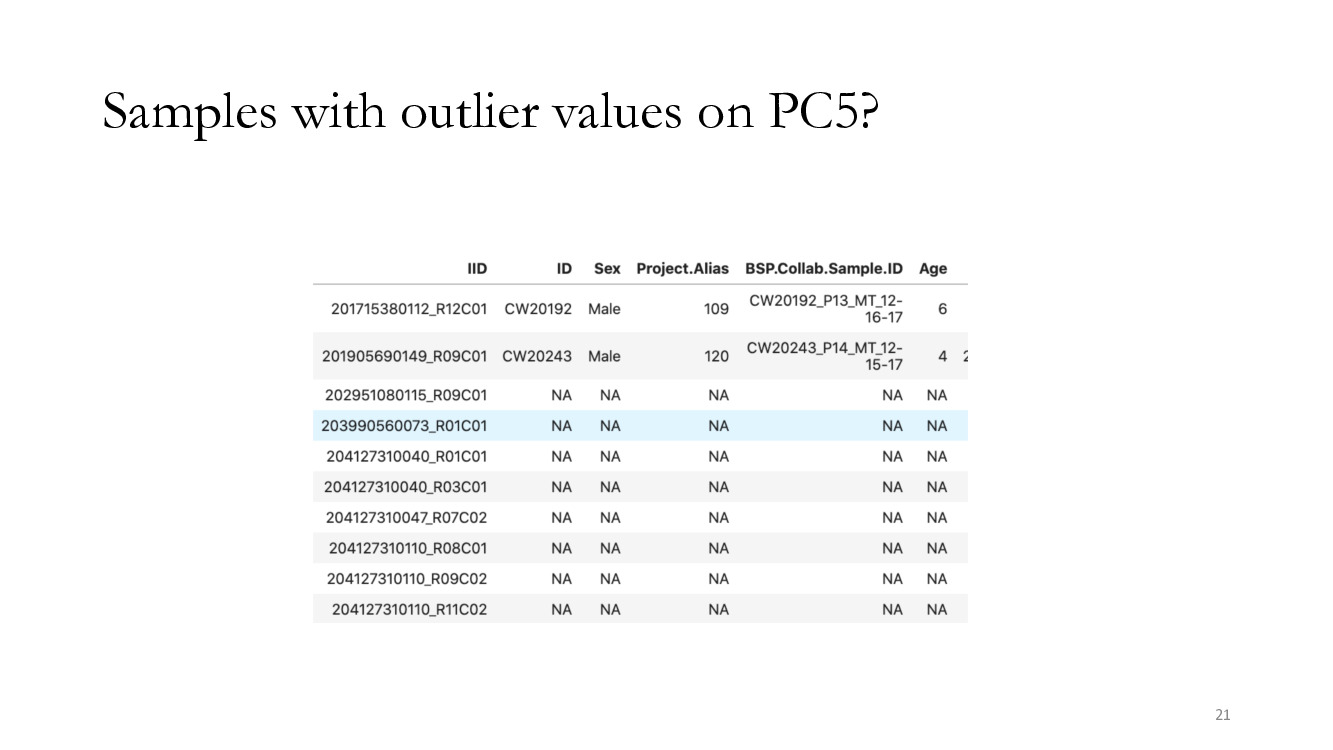 Samples with outlier values on PC5?
IID ID Sex Project.Alias BSP.Collab.Sample.ID Age
201715380112_R12C01 CW20192 Male 109 CW20192_P13_MT_12-16-17 6
201905690149_R09C01 CW20243 Male 120 CW20243_P14_MT_12-15-17 4 2
202951080115_R09C01 NA NA NA NA NA
203990560073_R01C01 NA NA NA NA NA
204127310040_R01C01 NA NA NA NA NA
204127310040_R03C01 NA NA NA NA NA
204127310047_R07C02 NA NA NA NA NA
204127310110_R08C01 NA NA NA NA NA
204127310110_R09C02 NA NA NA NA NA
204127310110_R11C02 NA NA NA NA NA
21